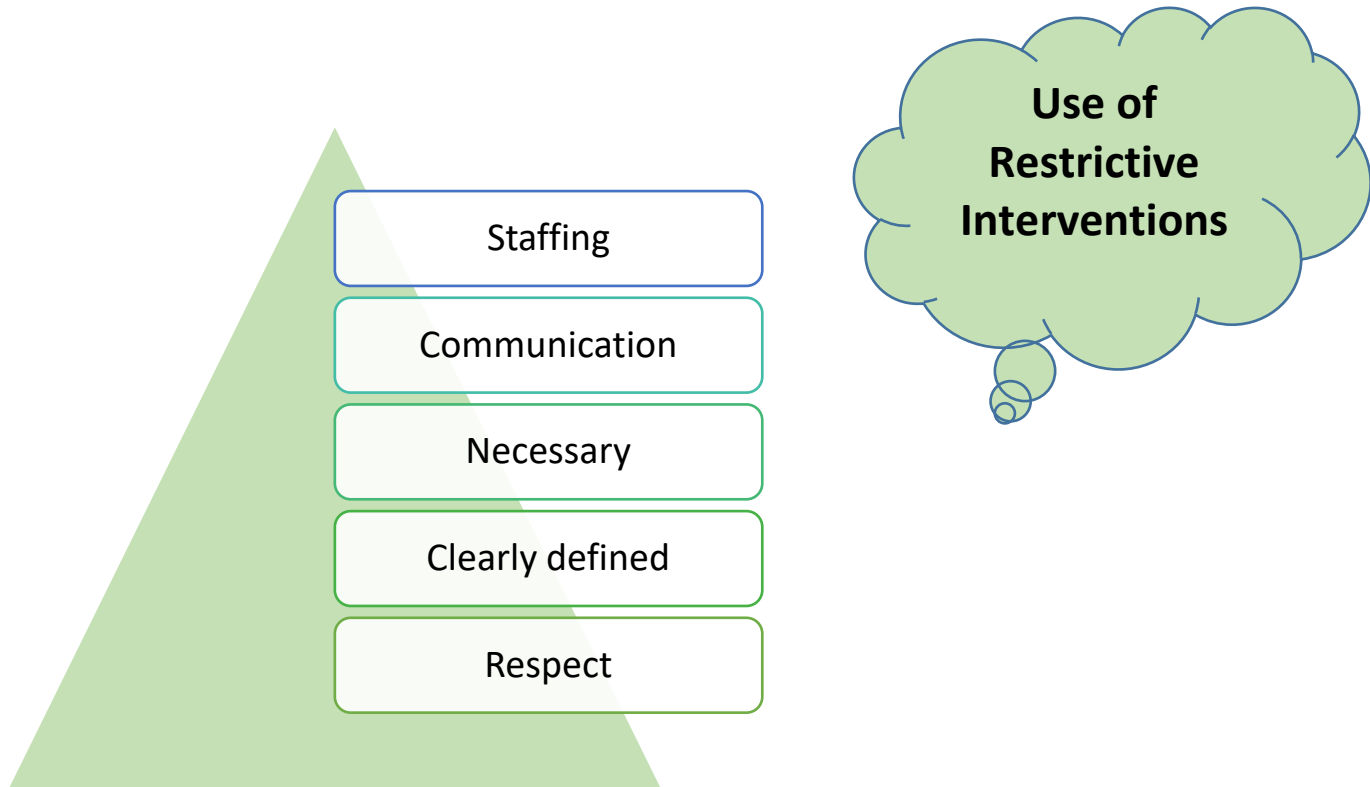 Use of
Restrictive
Interventions
Staffing
Communication
Necessary
Clearly defined
Respect